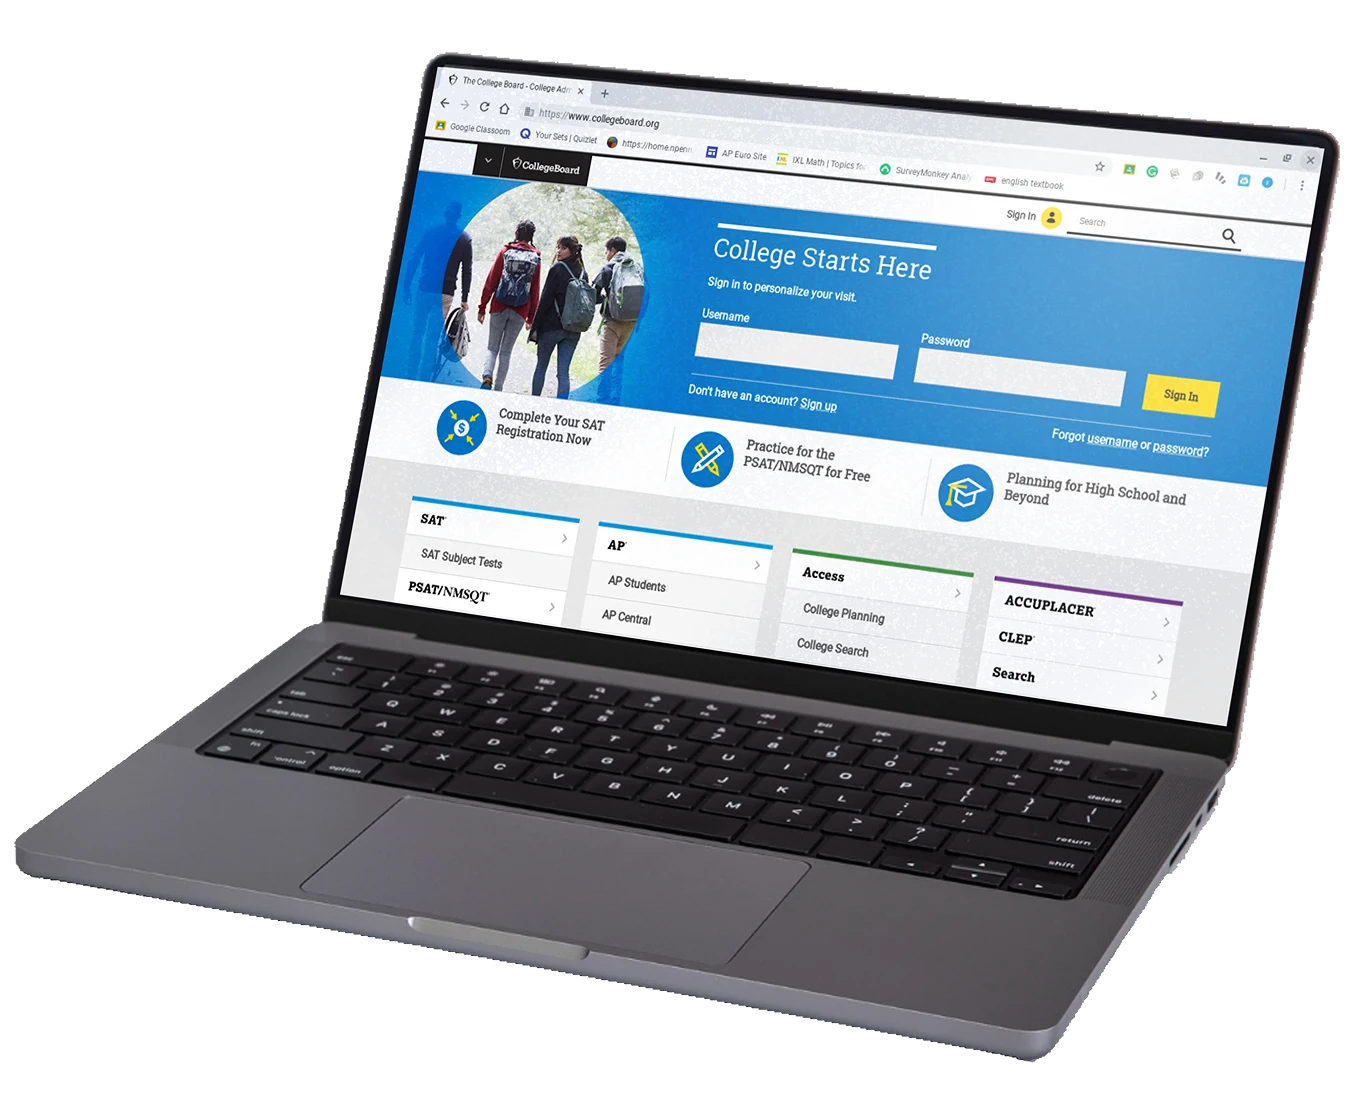 The College Board - College Adm
https://www.collegeboard.org
Google Classoom
Your Sets | Quizlet
https://home.npenn
AP Euro Site
IXL Math | Topics fo
SurveyMonkey Analy
english textbook
CollegeBoard
Sign In
Search
College Starts Here
Sign in to personalize your visit.
Username
Password
Sign In
Don't have an account? Sign up
Forgot username or password?
Complete Your SAT
Registration Now
Practice for the
PSAT/NMSQT for Free
Planning for High School and
Beyond
SAT
SAT Subject Tests
PSAT/NMSQT
AP
AP Students
AP Central
Access
College Planning
College Search
ACCUPLACER
CLEP
Search
esc
tab
Q W E R T Y U I O P
caps lock A S D F G H J K L
return
shift Z X C V B N M
shift
fn
option
delete